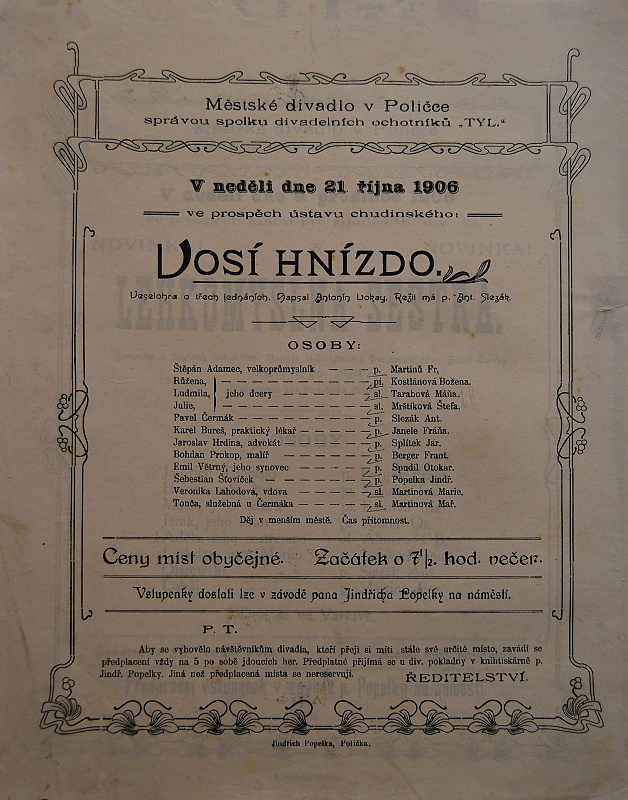 Městské divadlo v Poličce
správou spolku divadelních ochotníků „TYL.“
V neděli dne 21. října 1906
ve prospěch ústavu chudinského:
VOSÍ HNÍZDO.
Veselohra o třech jednáních. Napsal Antonín Lokay. Režii má p. Ant. Slezák.
OSOBY:
Štěpán Adamec, velkoprůmyslník — — — p. Martinů Fr,
Růžena, — — — — — — — — — pí. Kostlánová Božena.
Ludmila, jeho dcery — — — — — — sl. Tarabová Máňa.
Julie, — — — — — — — — — sl. Mrštíková Štefa.
Pavel Čermák — — — — — — — — p. Slezák Ant.
Karel Bureš, praktický lékař — — — — p. Janele Fráňa.
Jaroslav Hrdina, advokát — — — — — p. Splítek Jar.
Bohdan Prokop, malíř — — — — — p. Berger Frant.
Emil Větrný, jeho synovec — — — — — p. Spudil Otokar.
Šebestian Šťovíček — — — — — — p. Popelka Jindř.
Veronika Lahodová, vdova — — — — — sl. Martinová Marie.
Tonča, služebná u Čermáka — — — — — sl. Martinová Mař.
Děj v menším městě. Čas přítomnost.
Ceny míst obyčejné. Začátek o 7 1/2. hod. večer.
Vstupenky dostati lze v závodě pana Jindřicha Popelky na náměstí.
P. T.
Aby se vyhovělo návštěvníkům divadla, kteří přejí si míti stále své určité místo, zavádí se
předplacení vždy na 5 po sobě jdoucích her. Předplatné přijímá se u div. pokladny v knihtiskárně p.
Jindř. Popelky. Jiná než předplacená místa se nereservují.
ŘEDITELSTVÍ.
Jindřich Popelka, Polička,